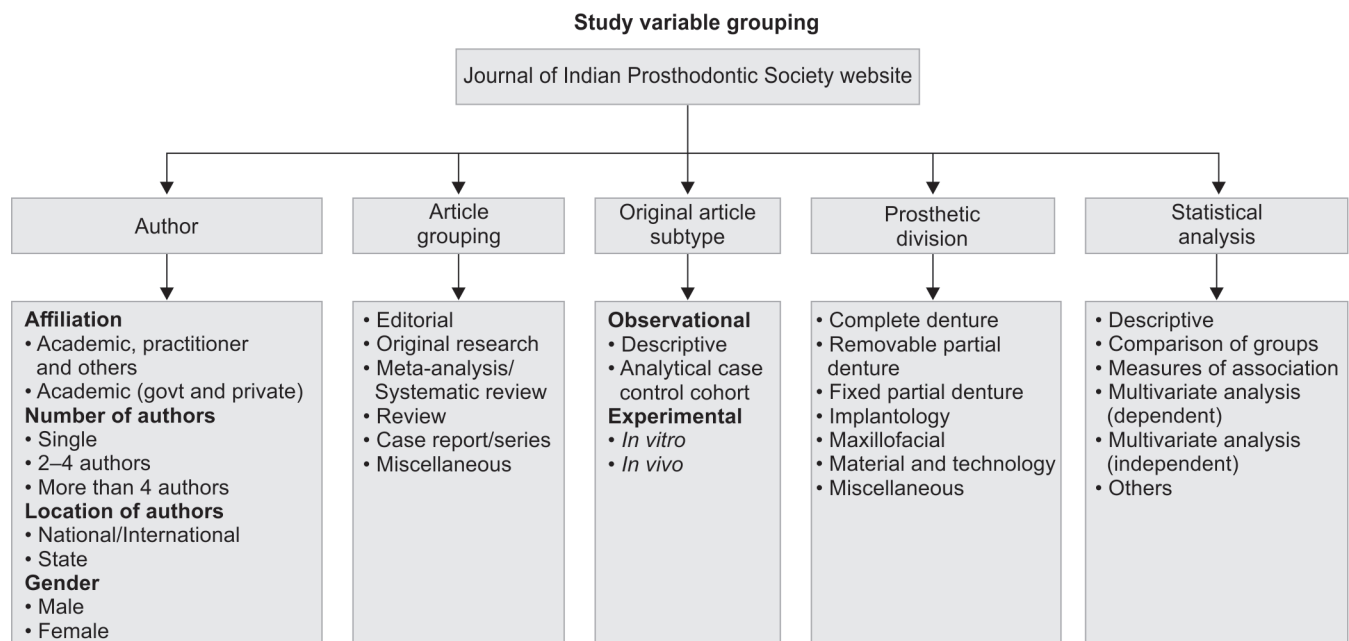 Study variable grouping
Journal of Indian Prosthodontic Society website
Author
Article
grouping
Original article
subtype
Prosthetic
division
Statistical
analysis
Affiliation
• Academic, practitioner
and others
• Academic (govt and private)
Number of authors
• Single
• 2–4 authors
• More than 4 authors
Location of authors
• National/International
• State
Gender
• Male
• Female
• Editorial
• Original research
• Meta-analysis/
Systematic review
• Review
• Case report/series
• Miscellaneous
Observational
• Descriptive
• Analytical case
control cohort
Experimental
• In vitro
• In vivo
• Complete denture
• Removable partial
denture
• Fixed partial denture
• Implantology
• Maxillofacial
• Material and technology
• Miscellaneous
• Descriptive
• Comparison of groups
• Measures of association
• Multivariate analysis
(dependent)
• Multivariate analysis
(independent)
• Others